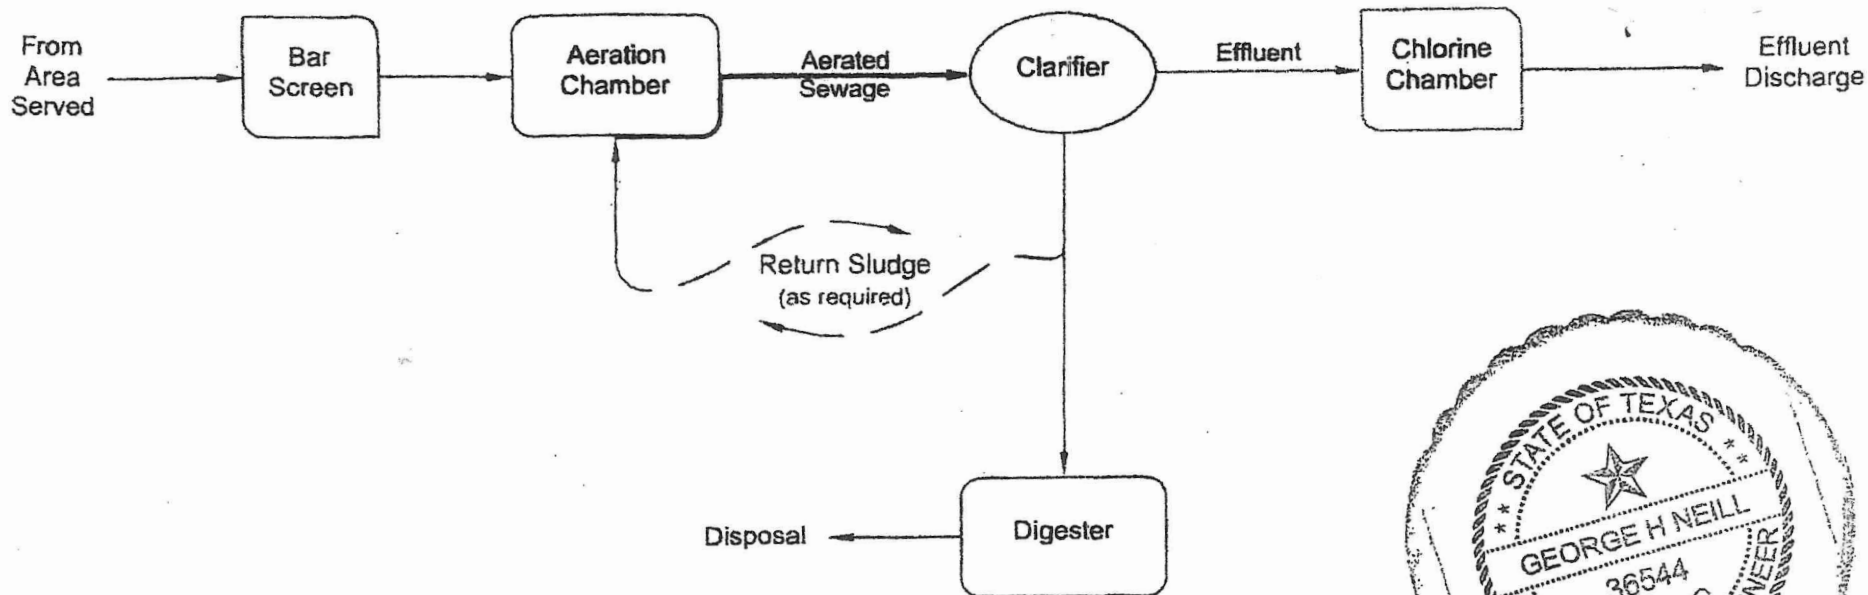 From
Area
Served
Bar
Screen
Aeration
Chamber
Aerated
Sewage
Clarifier
Effluent
Chlorine
Chamber
Effluent
Discharge
Return Sludge
(as required)
Disposal
Digester
** STATE OF TEXAS **
GEORGE H NEILL
36544